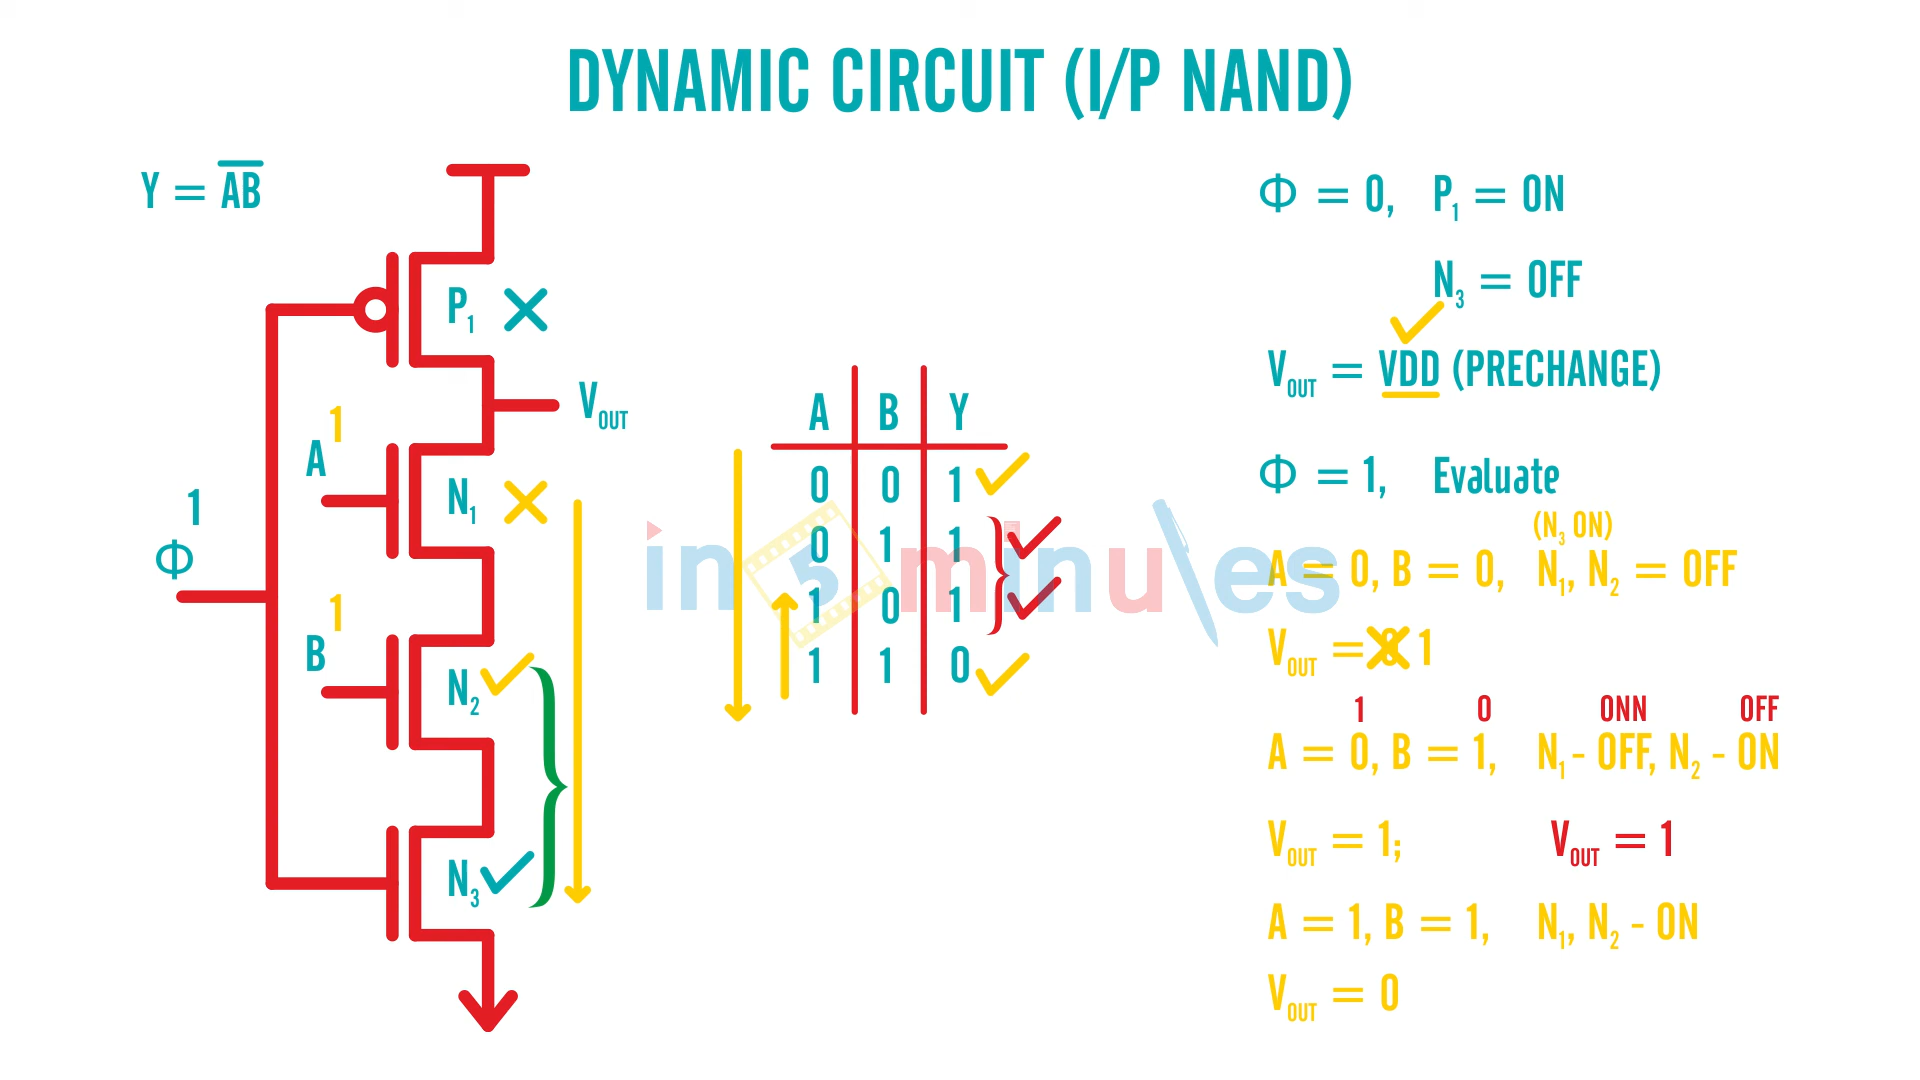 DYNAMIC CIRCUIT (I/P NAND)
Y = A̅B̅
P1
VOUT
1
A
N1
1
Φ
1
B
N2
N3
A B Y
0 0 1
0 1 1
1 0 1
1 1 0
in 5 minutes
Φ = 0, P1 = ON
N3 = OFF
VOUT = VDD (PRECHANGE)
Φ = 1, Evaluate
(N3 ON)
A = 0, B = 0, N1, N2 = OFF
VOUT = 0 1
1 0 ONN OFF
A = 0, B = 1, N1 - OFF, N2 - ON
VOUT = 1; VOUT = 1
A = 1, B = 1, N1, N2 - ON
VOUT = 0